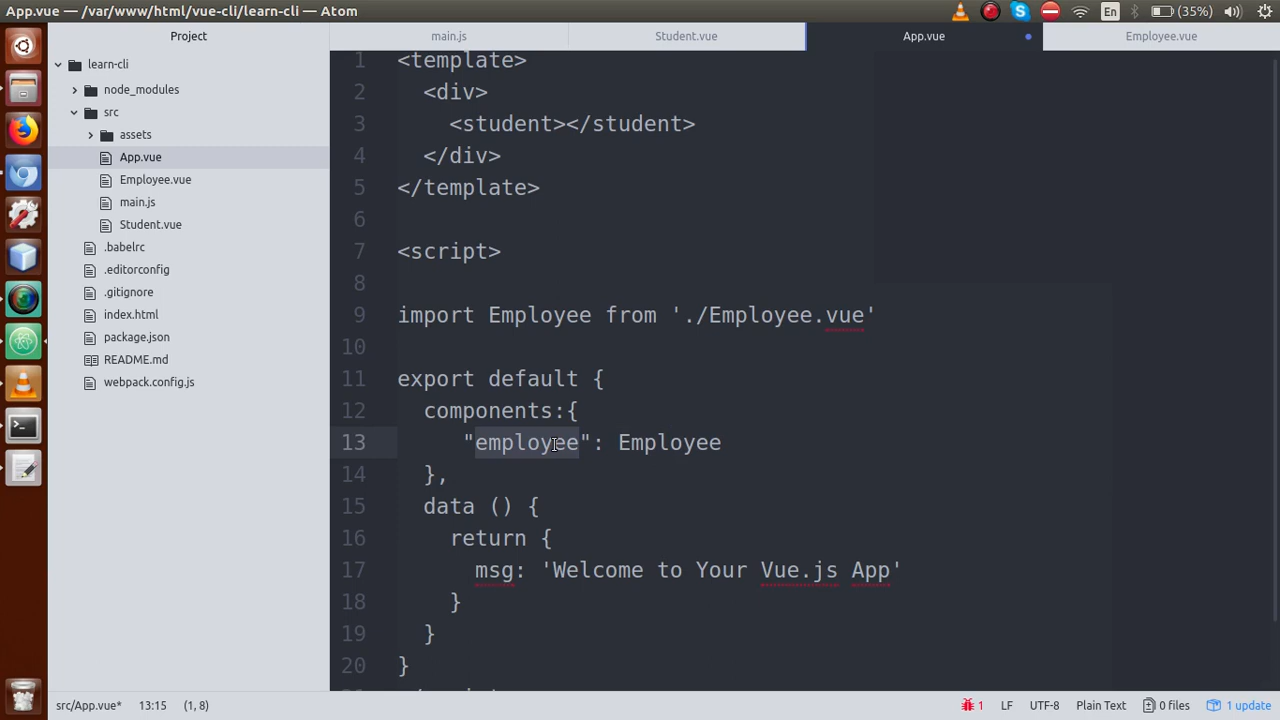 App.vue — /var/www/html/vue-cli/learn-cli — Atom
En
(35%)
Project
main.js
Student.vue
App.vue
Employee.vue
learn-cli
node_modules
src
assets
App.vue
Employee.vue
main.js
Student.vue
.babelrc
.editorconfig
.gitignore
index.html
package.json
README.md
webpack.config.js
1 <template>
2 <div>
3 <student></student>
4 </div>
5 </template>
6
7 <script>
8
9 import Employee from './Employee.vue'
10
11 export default {
12 components:{
13 "employee": Employee
14 },
15 data () {
16 return {
17 msg: 'Welcome to Your Vue.js App'
18 }
19 }
20 }
src/App.vue* 13:15 (1, 8)
1 LF UTF-8 Plain Text 0 files 1 update